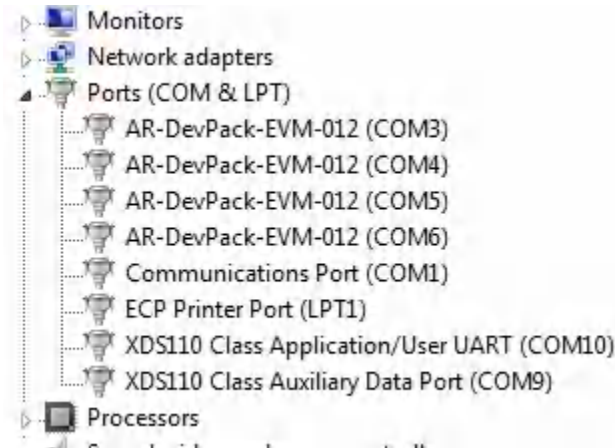 Monitors
Network adapters
Ports (COM & LPT)
AR-DevPack-EVM-012 (COM3)
AR-DevPack-EVM-012 (COM4)
AR-DevPack-EVM-012 (COM5)
AR-DevPack-EVM-012 (COM6)
Communications Port (COM1)
ECP Printer Port (LPT1)
XDS110 Class Application/User UART (COM10)
XDS110 Class Auxiliary Data Port (COM9)
Processors